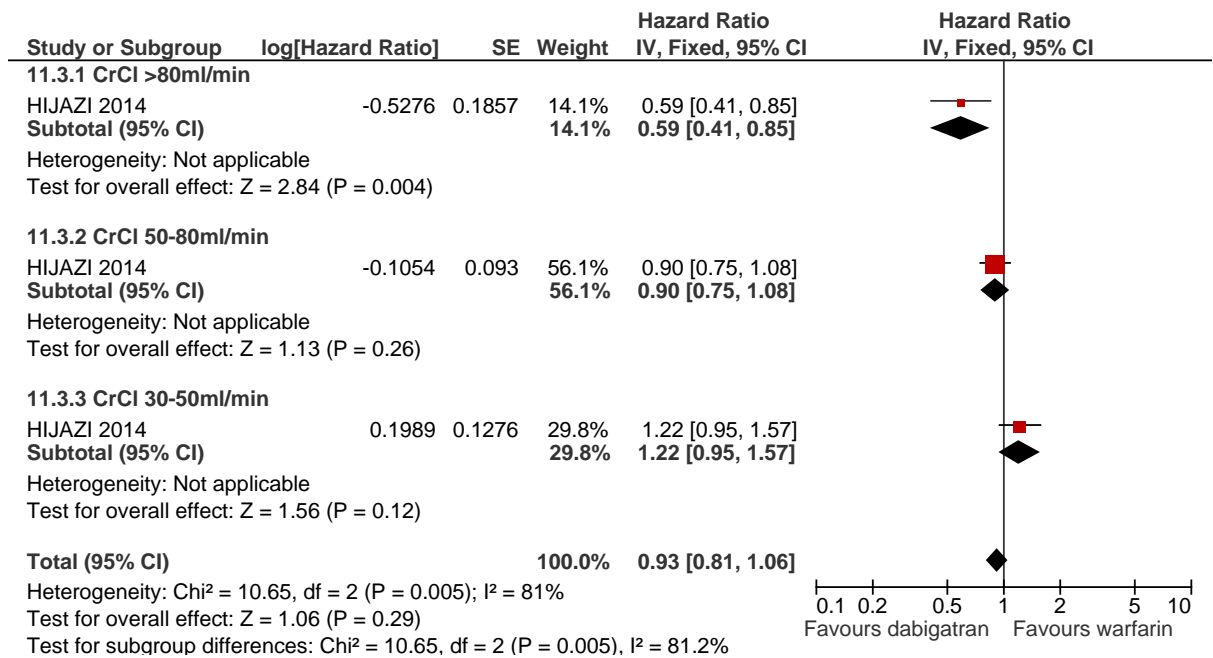 Hazard Ratio Hazard Ratio
Study or Subgroup log[Hazard Ratio] SE Weight IV, Fixed, 95% CI IV, Fixed, 95% CI
11.3.1 CrCl >80ml/min
HIJAZI 2014 -0.5276 0.1857 14.1% 0.59 [0.41, 0.85]
Subtotal (95% CI) 14.1% 0.59 [0.41, 0.85]
Heterogeneity: Not applicable
Test for overall effect: Z = 2.84 (P = 0.004)
11.3.2 CrCl 50-80ml/min
HIJAZI 2014 -0.1054 0.093 56.1% 0.90 [0.75, 1.08]
Subtotal (95% CI) 56.1% 0.90 [0.75, 1.08]
Heterogeneity: Not applicable
Test for overall effect: Z = 1.13 (P = 0.26)
11.3.3 CrCl 30-50ml/min
HIJAZI 2014 0.1989 0.1276 29.8% 1.22 [0.95, 1.57]
Subtotal (95% CI) 29.8% 1.22 [0.95, 1.57]
Heterogeneity: Not applicable
Test for overall effect: Z = 1.56 (P = 0.12)
Total (95% CI) 100.0% 0.93 [0.81, 1.06]
Heterogeneity: Chi² = 10.65, df = 2 (P = 0.005); I² = 81%
Test for overall effect: Z = 1.06 (P = 0.29)
Test for subgroup differences: Chi² = 10.65, df = 2 (P = 0.005), I² = 81.2%
0.1 0.2 0.5 1 2 5 10
Favours dabigatran Favours warfarin